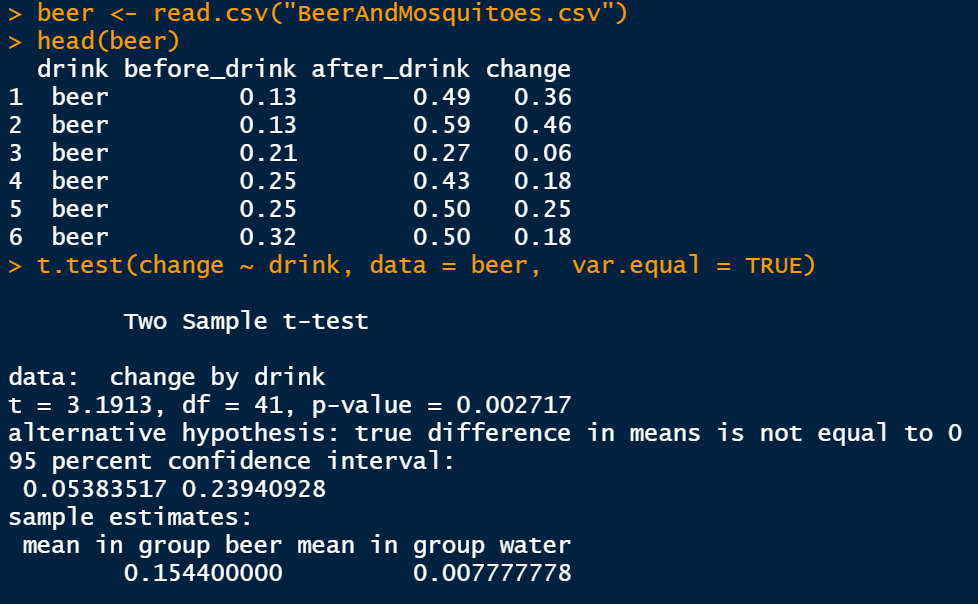 > beer <- read.csv("BeerAndMosquitoes.csv")
> head(beer)
  drink before_drink after_drink change
1  beer         0.13        0.49   0.36
2  beer         0.13        0.59   0.46
3  beer         0.21        0.27   0.06
4  beer         0.25        0.43   0.18
5  beer         0.25        0.50   0.25
6  beer         0.32        0.50   0.18
> t.test(change ~ drink, data = beer,  var.equal = TRUE)

        Two Sample t-test

data:  change by drink
t = 3.1913, df = 41, p-value = 0.002717
alternative hypothesis: true difference in means is not equal to 0
95 percent confidence interval:
 0.05383517 0.23940928
sample estimates:
 mean in group beer mean in group water
        0.154400000         0.007777778